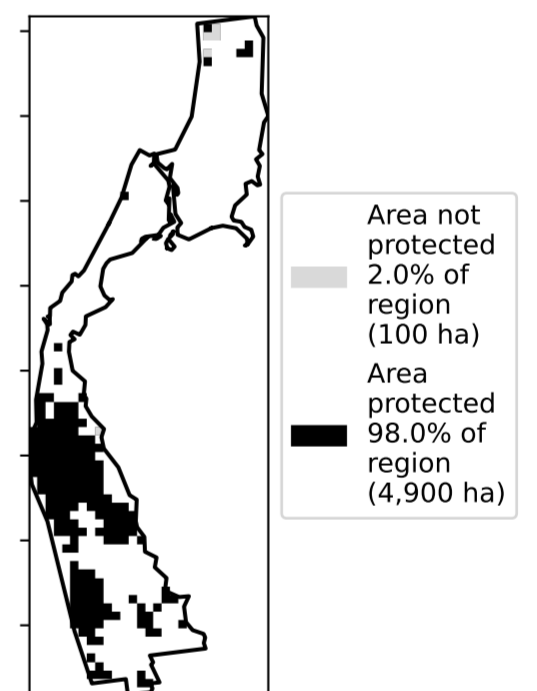 Area not
protected
2.0% of
region
(100 ha)
Area
protected
98.0% of
region
(4,900 ha)